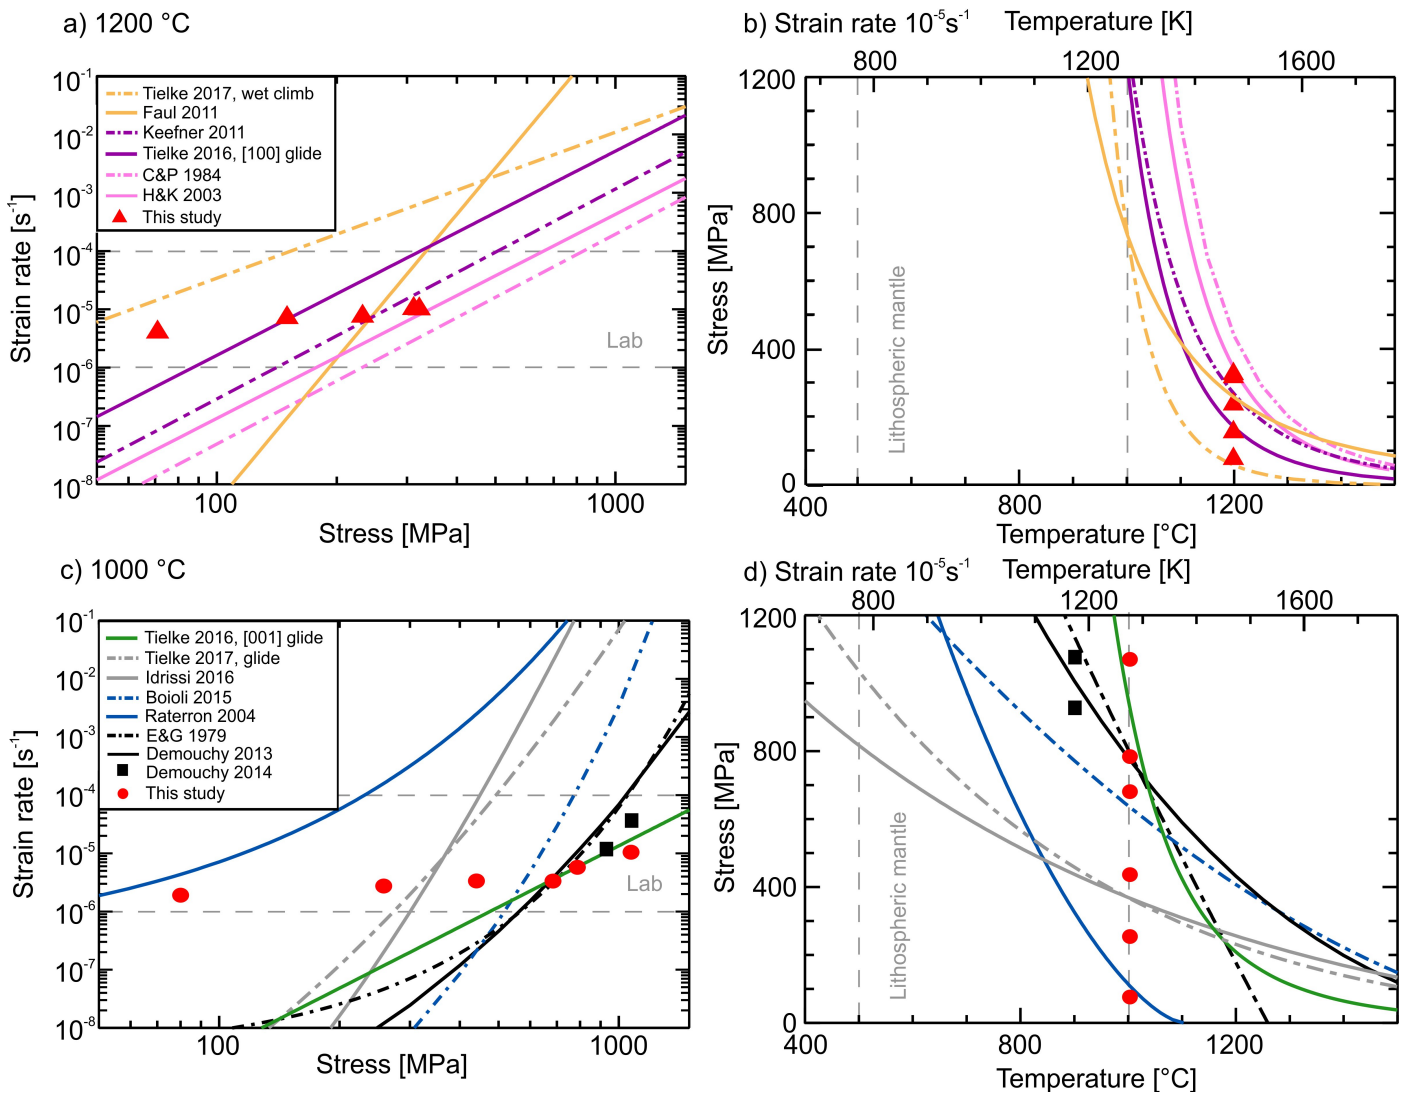 a) 1200 °C
10-1
10-2
10-3
10-4
10-5
10-6
10-7
10-8
Strain rate [s-1]
Tielke 2017, wet climb
Faul 2011
Keefner 2011
Tielke 2016, [100] glide
C&P 1984
H&K 2003
This study
Lab
100
1000
Stress [MPa]
b) Strain rate 10-5s-1
Temperature [K]
800
1200
1600
1200
800
400
0
Stress [MPa]
Lithospheric mantle
400
800
1200
Temperature [°C]
c) 1000 °C
10-1
10-2
10-3
10-4
10-5
10-6
10-7
10-8
Strain rate [s-1]
Tielke 2016, [001] glide
Tielke 2017, glide
Idrissi 2016
Boioli 2015
Raterron 2004
E&G 1979
Demouchy 2013
Demouchy 2014
This study
Lab
100
1000
Stress [MPa]
d) Strain rate 10-5s-1
Temperature [K]
800
1200
1600
1200
800
400
0
Stress [MPa]
Lithospheric mantle
400
800
1200
Temperature [°C]